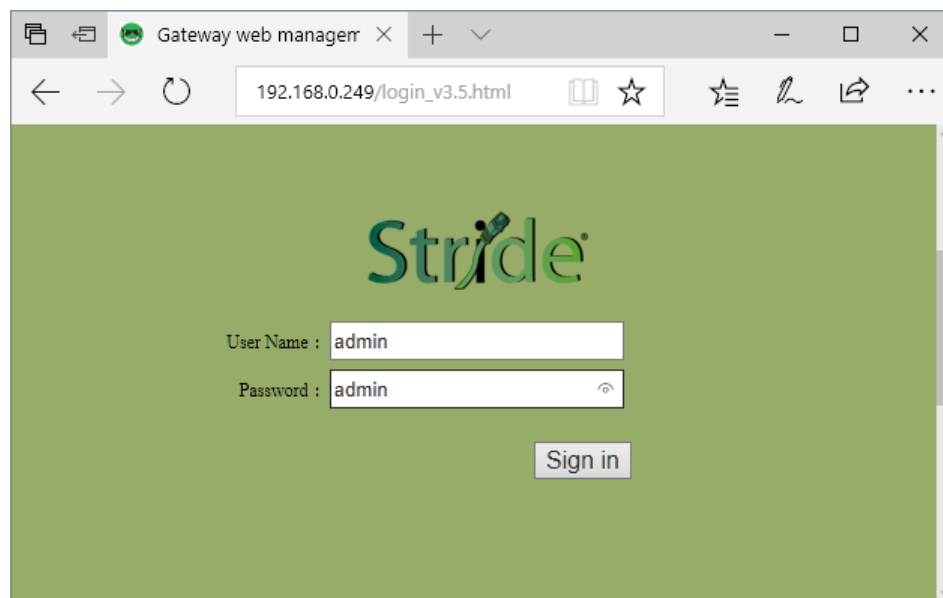 Gateway web managem
192.168.0.249/login_v3.5.html
Stride
User Name : admin
Password : admin
Sign in